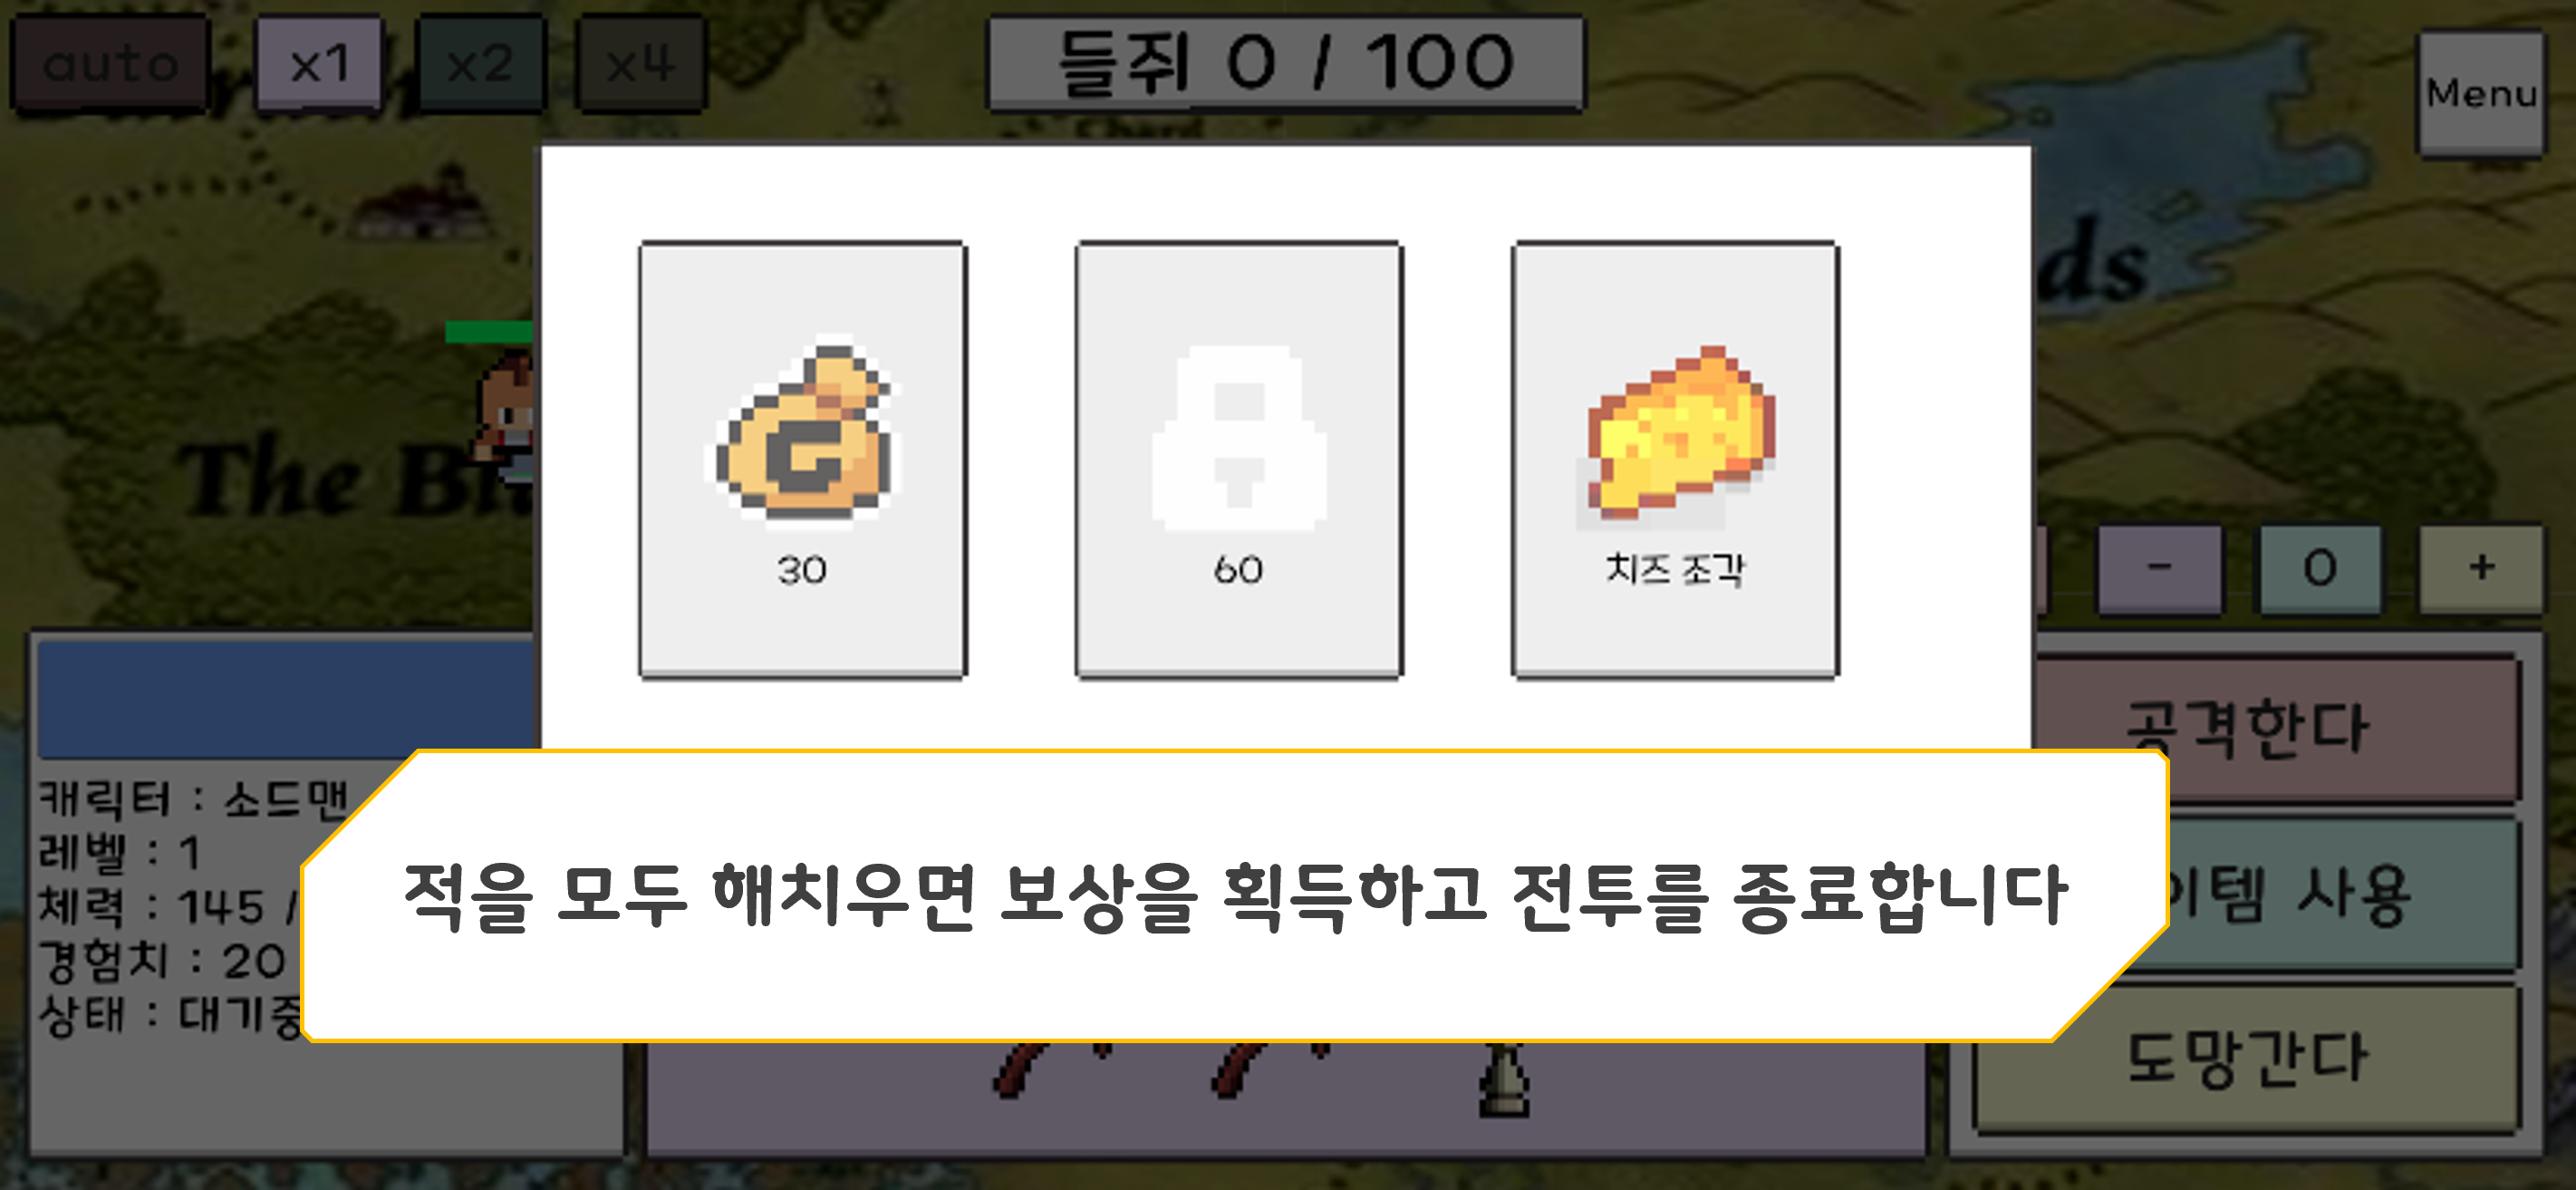 auto
x1
x2
x4
들쥐 0 / 100
Menu
ds
The Bl
G
30
60
치즈 조각
-
0
+
공격한다
캐릭터 : 소드맨
레벨 : 1
체력 : 145 /
경험치 : 20
상태 : 대기중
적을 모두 해치우면 보상을 획득하고 전투를 종료합니다
이템 사용
도망간다